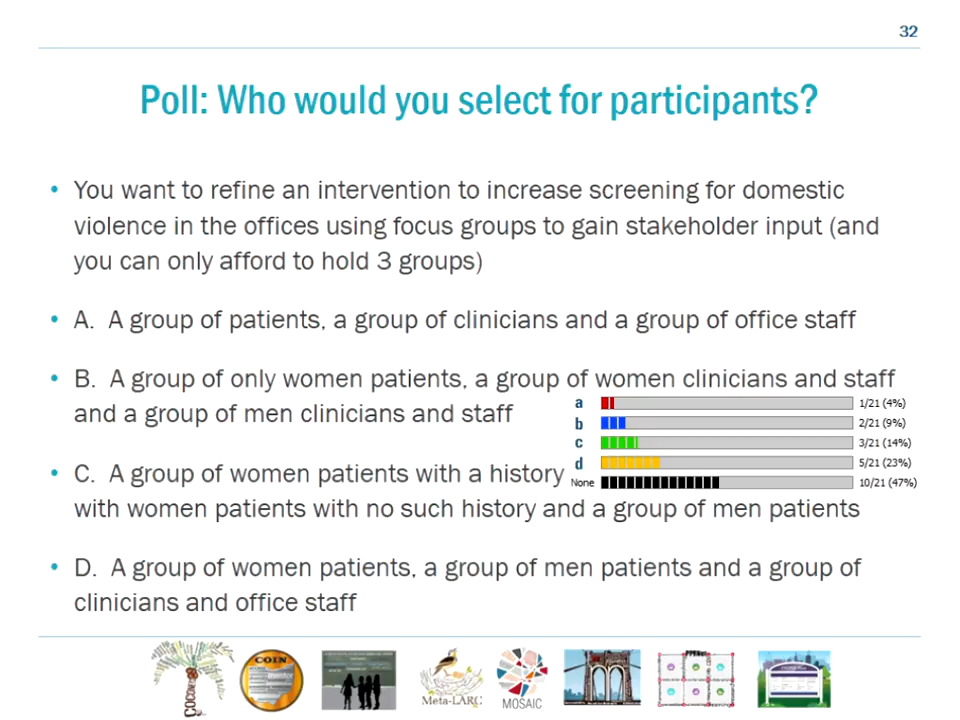 32
Poll: Who would you select for participants?
• You want to refine an intervention to increase screening for domestic
violence in the offices using focus groups to gain stakeholder input (and
you can only afford to hold 3 groups)
• A. A group of patients, a group of clinicians and a group of office staff
• B. A group of only women patients, a group of women clinicians and staff
and a group of men clinicians and staff
a 1/21 (4%)
b 2/21 (9%)
c 3/21 (14%)
d 5/21 (23%)
None 10/21 (47%)
• C. A group of women patients with a history
with women patients with no such history and a group of men patients
• D. A group of women patients, a group of men patients and a group of
clinicians and office staff
COIN
Meta-LARC
MOSAIC